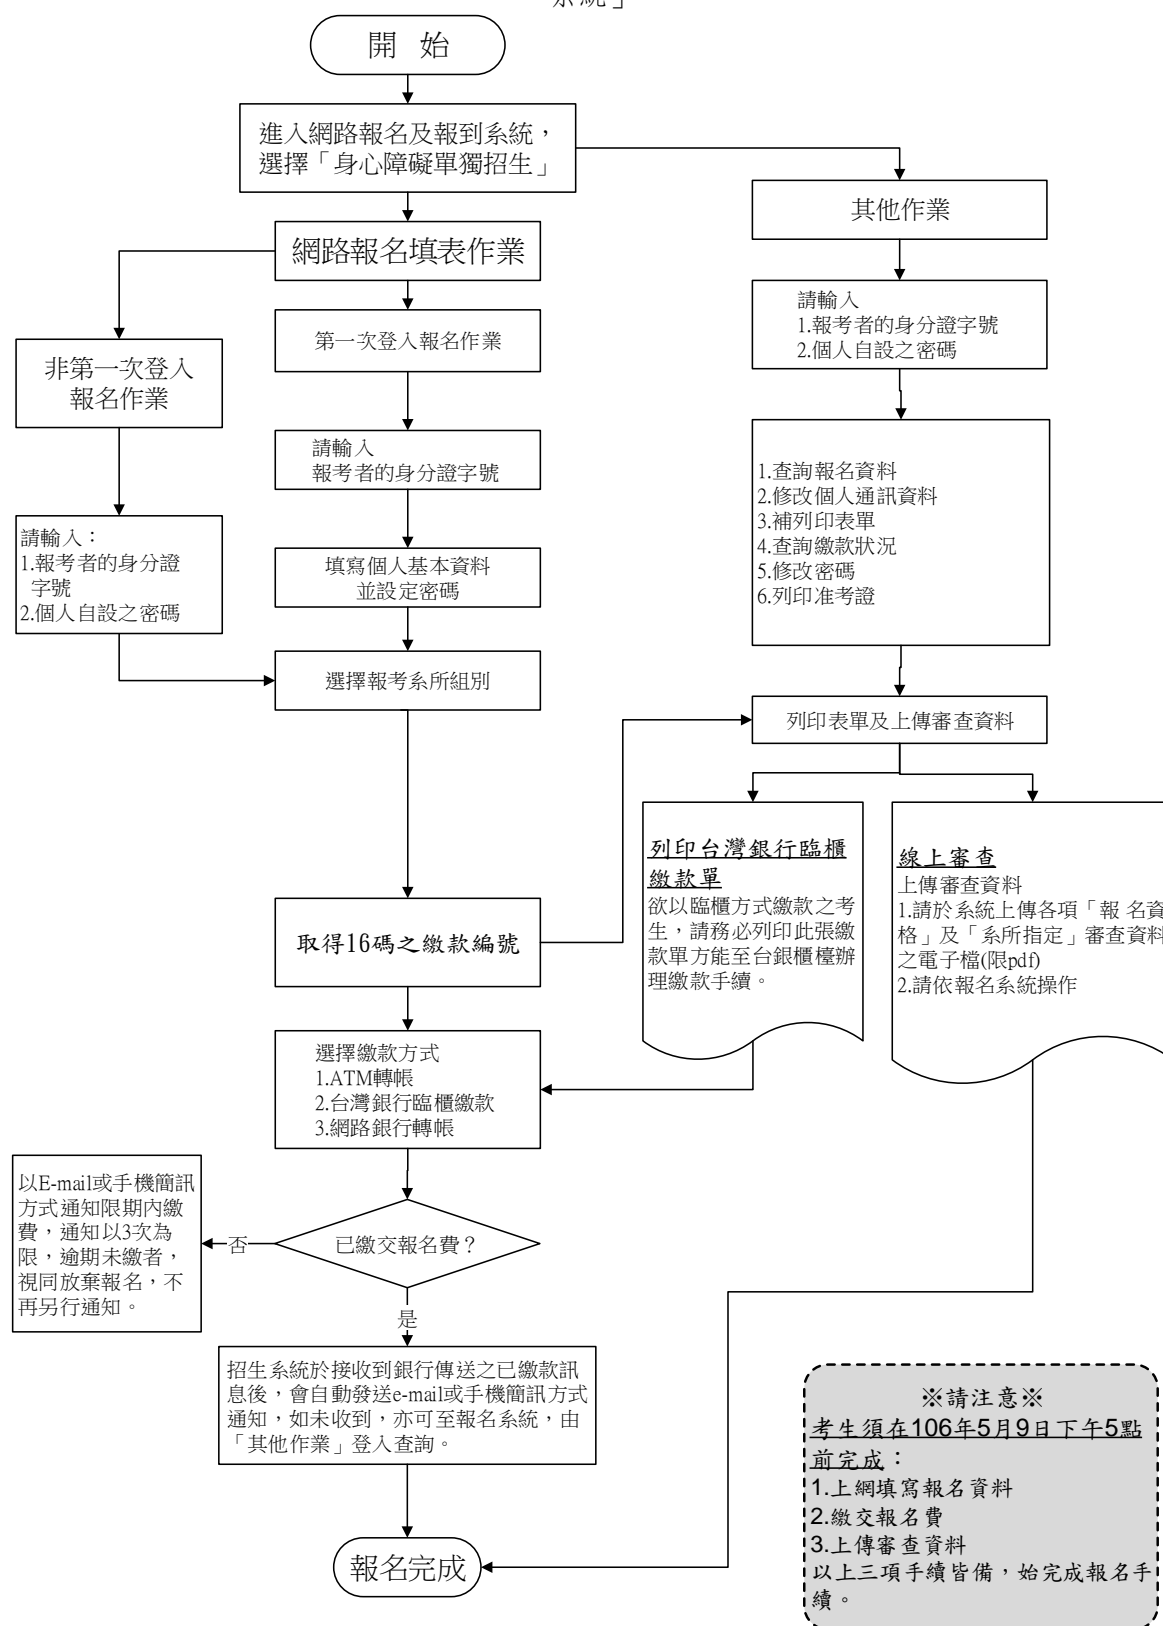 系統」
開 始
進入網路報名及報到系統，
選擇「身心障礙單獨招生」
網路報名填表作業
第一次登入報名作業
非第一次登入
報名作業
請輸入
報考者的身分證字號
請輸入：
1.報考者的身分證
字號
2.個人自設之密碼
填寫個人基本資料
並設定密碼
選擇報考系所組別
其他作業
請輸入
1.報考者的身分證字號
2.個人自設之密碼
1.查詢報名資料
2.修改個人通訊資料
3.補列印表單
4.查詢繳款狀況
5.修改密碼
6.列印准考證
列印表單及上傳審查資料
列印台灣銀行臨櫃
繳款單
欲以臨櫃方式繳款之考
生，請務必列印此張繳
款單方能至台銀櫃檯辦
理繳款手續。
線上審查
上傳審查資料
1.請於系統上傳各項「報 名資
格」及「系所指定」審查資料
之電子檔(限pdf)
2.請依報名系統操作
取得16碼之繳款編號
選擇繳款方式
1.ATM轉帳
2.台灣銀行臨櫃繳款
3.網路銀行轉帳
已繳交報名費？
否
以E-mail或手機簡訊
方式通知限期內繳
費，通知以3次為
限，逾期未繳者，
視同放棄報名，不
再另行通知。
是
招生系統於接收到銀行傳送之已繳款訊
息後，會自動發送e-mail或手機簡訊方式
通知，如未收到，亦可至報名系統，由
「其他作業」登入查詢。
報名完成
※請注意※
考生須在106年5月9日下午5點
前完成：
1.上網填寫報名資料
2.繳交報名費
3.上傳審查資料
以上三項手續皆備，始完成報名手
續。